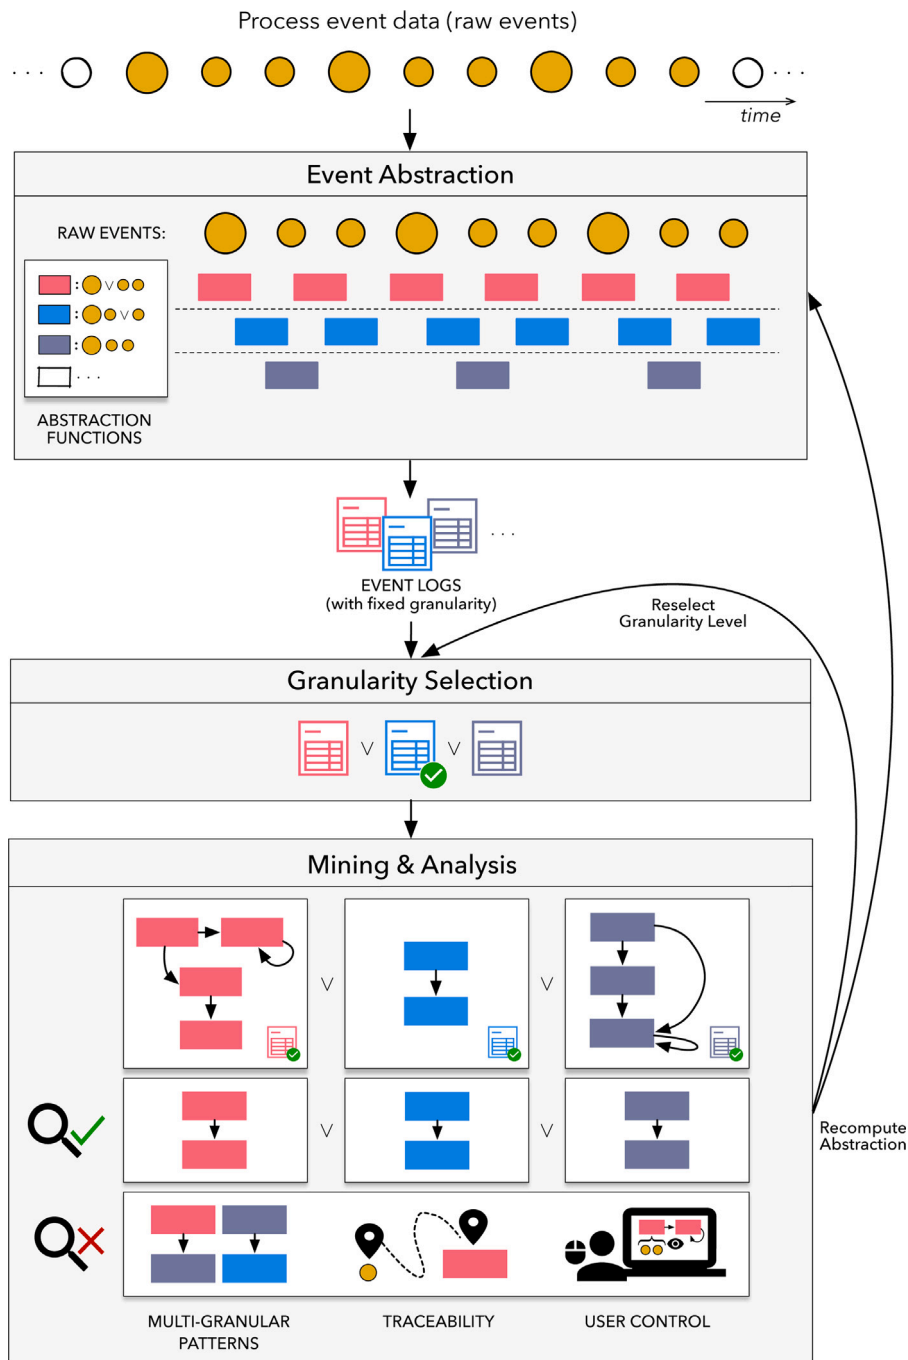 Process event data (raw events)
. . .
. . .
time
Event Abstraction
RAW EVENTS:
: ∨
: ∨
:
. . .
ABSTRACTION
FUNCTIONS
. . .
EVENT LOGS
(with fixed granularity)
Reselect
Granularity Level
Granularity Selection
∨ ∨
Mining & Analysis
∨ ∨
∨ ∨
Recompute
Abstraction
MULTI-GRANULAR
PATTERNS
TRACEABILITY
USER CONTROL